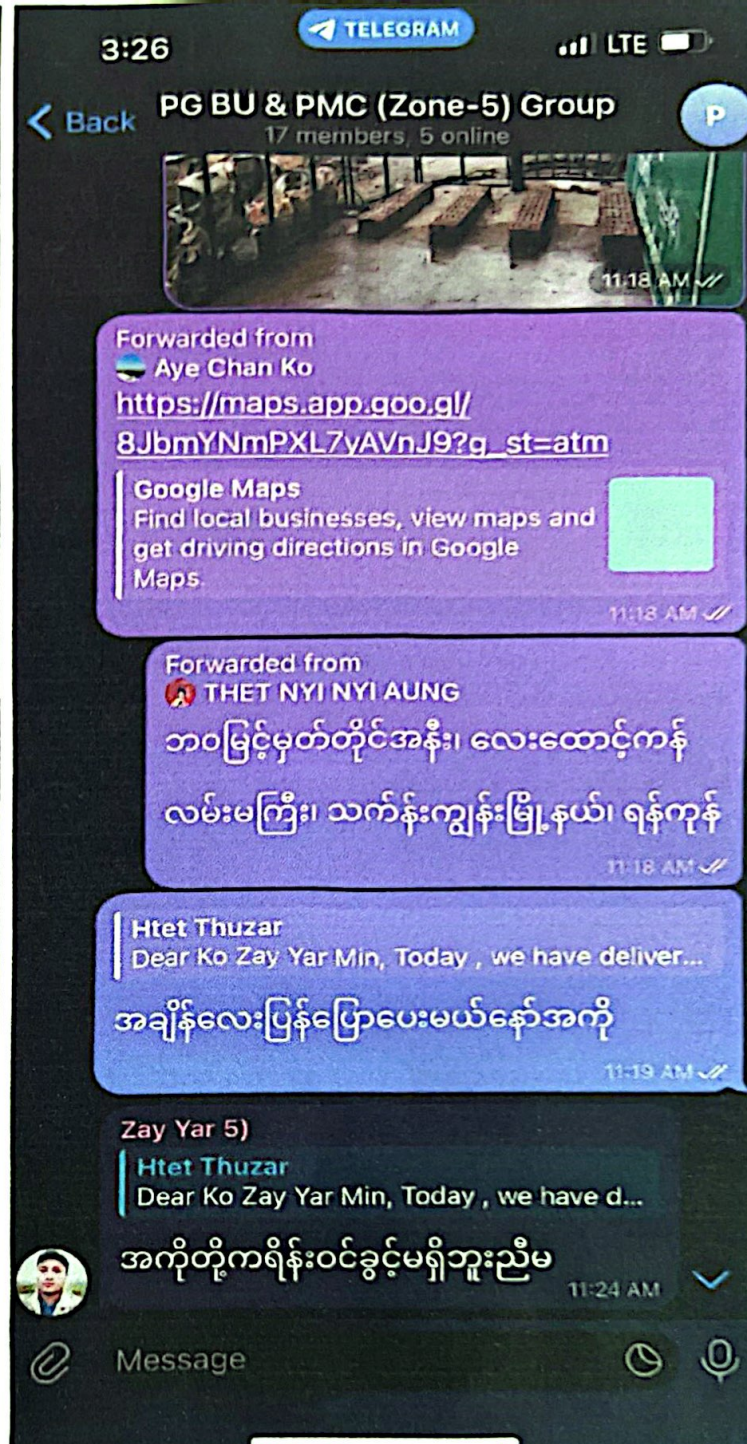 TELEGRAM
3:26
LTE
Back
PG BU & PMC (Zone-5) Group
P
17 members, 5 online
11:18 AM
Forwarded from
Aye Chan Ko
https://maps.app.goo.gl/
8JbmYNmPXL7yAVnJ9?g_st=atm
Google Maps
Find local businesses, view maps and
get driving directions in Google
Maps.
11:18 AM
Forwarded from
THET NYI NYI AUNG
ဘဝမြင့်မှတ်တိုင်အနီး၊ လေးထောင့်ကန်
လမ်းမကြီး၊ သင်္ကန်းကျွန်းမြို့နယ်၊ ရန်ကုန်
11:18 AM
Htet Thuzar
Dear Ko Zay Yar Min, Today , we have deliver...
အချိန်လေးပြန်ပြောပေးမယ်နော်အကို
11:19 AM
Zay Yar 5)
Htet Thuzar
Dear Ko Zay Yar Min, Today , we have d...
အကိုတို့ကရိန်းဝင်ခွင့်မရှိဘူးညီမ
11:24 AM
Message